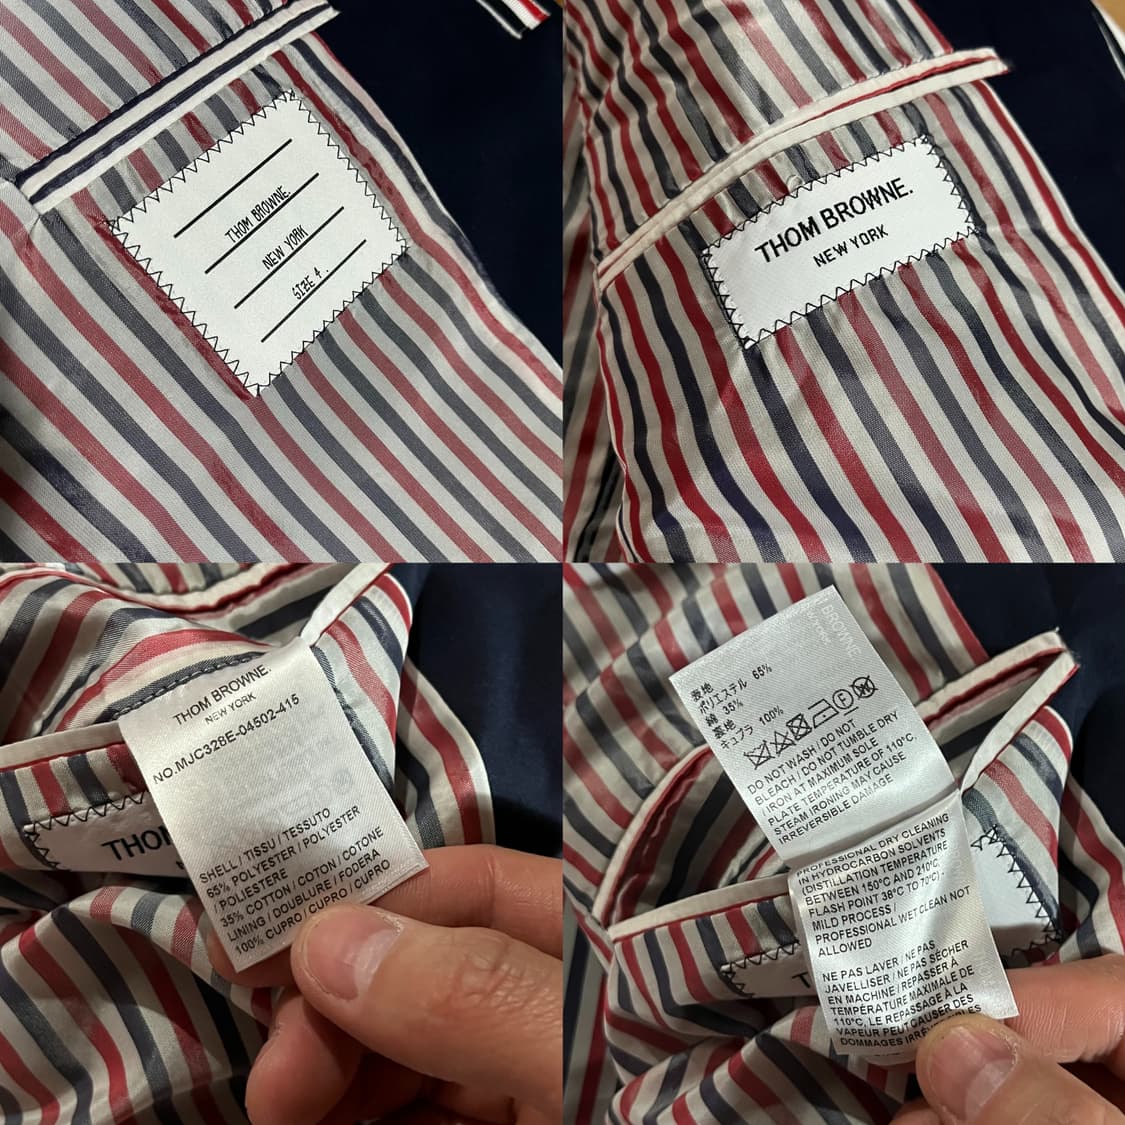 THOM BROWNE.
NEW YORK
SIZE 4.
THOM BROWNE.
NEW YORK
THOM BROWNE.
NEW YORK
NO.MJC328E-04502-415
SHELL / TISSU / TESSUTO
65% POLYESTER / POLYESTER
/ POLIESTERE
35% COTTON / COTON / COTONE
LINING / DOUBLURE / FODERA
100% CUPRO / CUPRO / CUPRO
THOM
表地
ポリエステル 65%
綿 35%
裏地
キュプラ 100%
DO NOT WASH / DO NOT
BLEACH / DO NOT TUMBLE DRY
/ IRON AT MAXIMUM SOLE
PLATE TEMPERATURE OF 110°C,
STEAM IRONING MAY CAUSE
IRREVERSIBLE DAMAGE
PROFESSIONAL DRY CLEANING
IN HYDROCARBON SOLVENTS
(DISTILLATION TEMPERATURE
BETWEEN 150°C AND 210°C,
FLASH POINT 38°C TO 70°C) -
MILD PROCESS /
PROFESSIONAL WET CLEAN NOT
ALLOWED
NE PAS LAVER / NE PAS
JAVELLISER / NE PAS SÉCHER
EN MACHINE / REPASSER À
TEMPÉRATURE MAXIMALE DE
110°C, LE REPASSAGE À LA
VAPEUR PEUT CAUSER DES
DOMMAGES